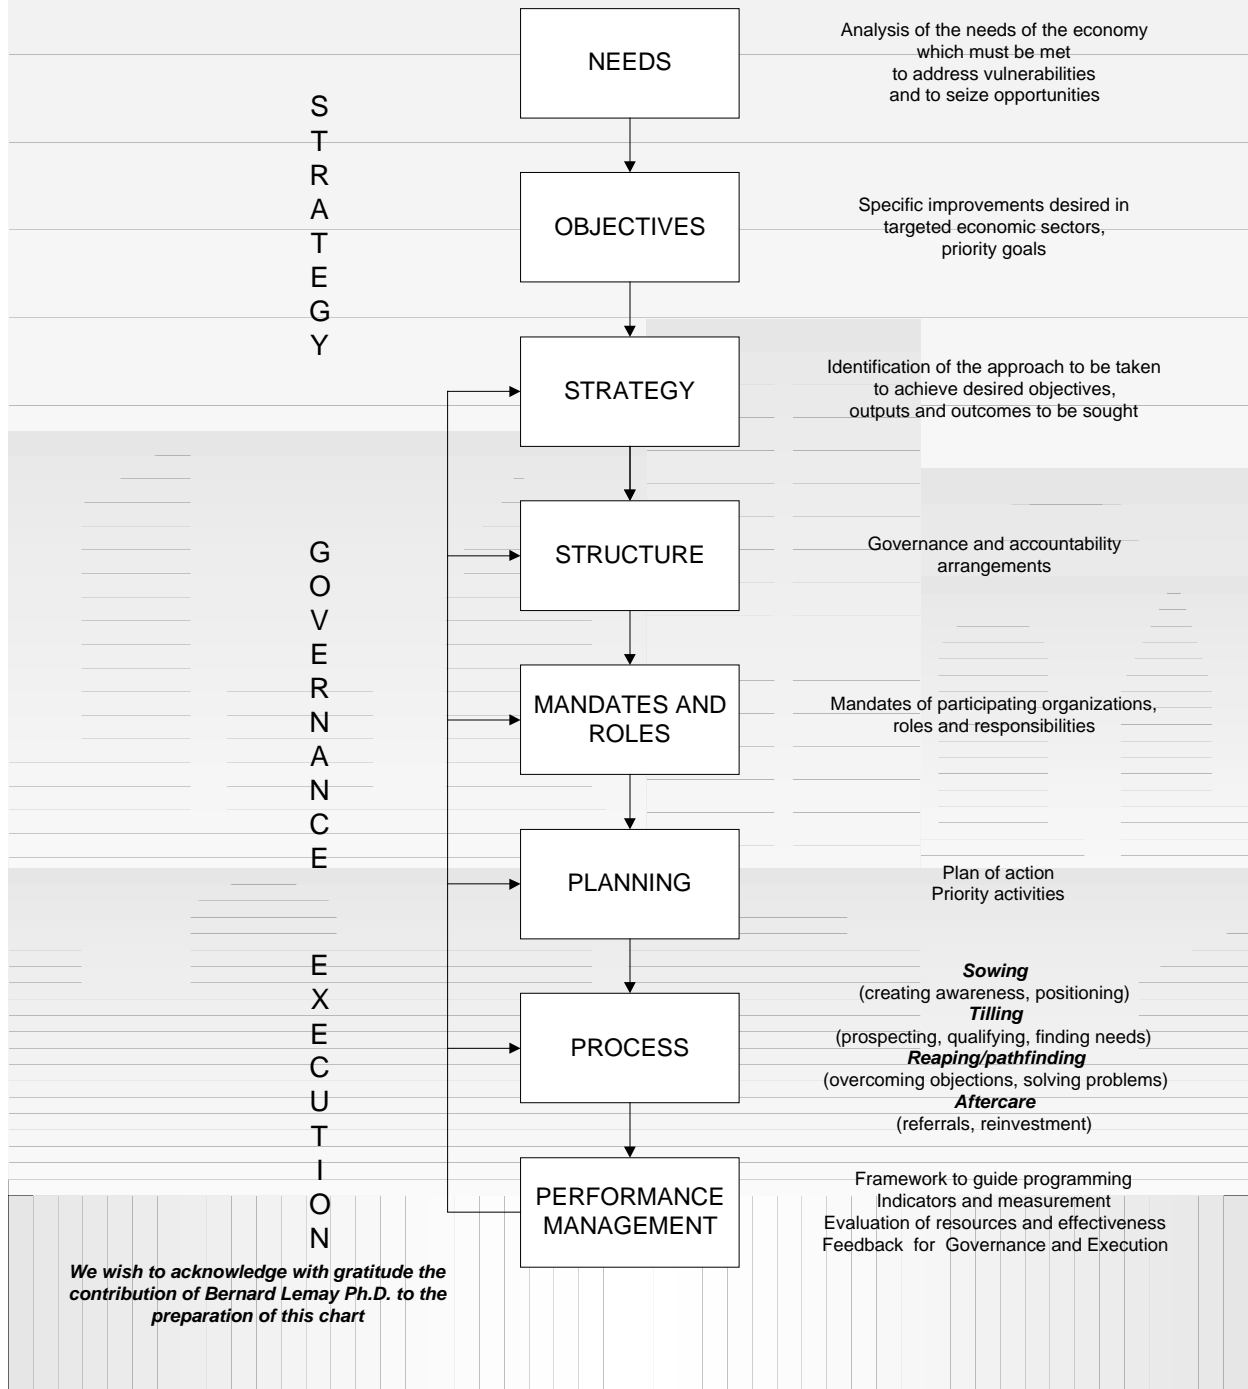 NEEDS
Analysis of the needs of the economy
which must be met
to address vulnerabilities
and to seize opportunities
STRATEGY
OBJECTIVES
Specific improvements desired in
targeted economic sectors,
priority goals
STRATEGY
Identification of the approach to be taken
to achieve desired objectives,
outputs and outcomes to be sought
GOVERNANCE
STRUCTURE
Governance and accountability
arrangements
MANDATES AND
ROLES
Mandates of participating organizations,
roles and responsibilities
PLANNING
Plan of action
Priority activities
EXECUTION
PROCESS
Sowing
(creating awareness, positioning)
Tilling
(prospecting, qualifying, finding needs)
Reaping/pathfinding
(overcoming objections, solving problems)
Aftercare
(referrals, reinvestment)
PERFORMANCE
MANAGEMENT
Framework to guide programming
Indicators and measurement
Evaluation of resources and effectiveness
Feedback for Governance and Execution
We wish to acknowledge with gratitude the
contribution of Bernard Lemay Ph.D. to the
preparation of this chart